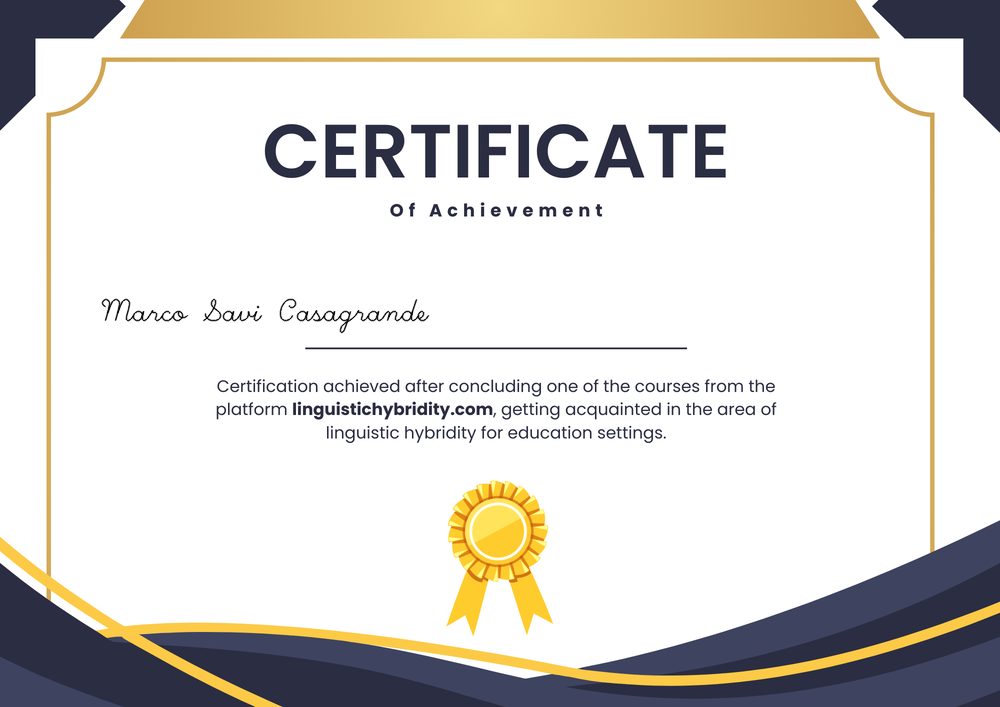 CERTIFICATE
Of Achievement
Marco Savi Casagrande
Certification achieved after concluding one of the courses from the
platform linguistichybridity.com, getting acquainted in the area of
linguistic hybridity for education settings.